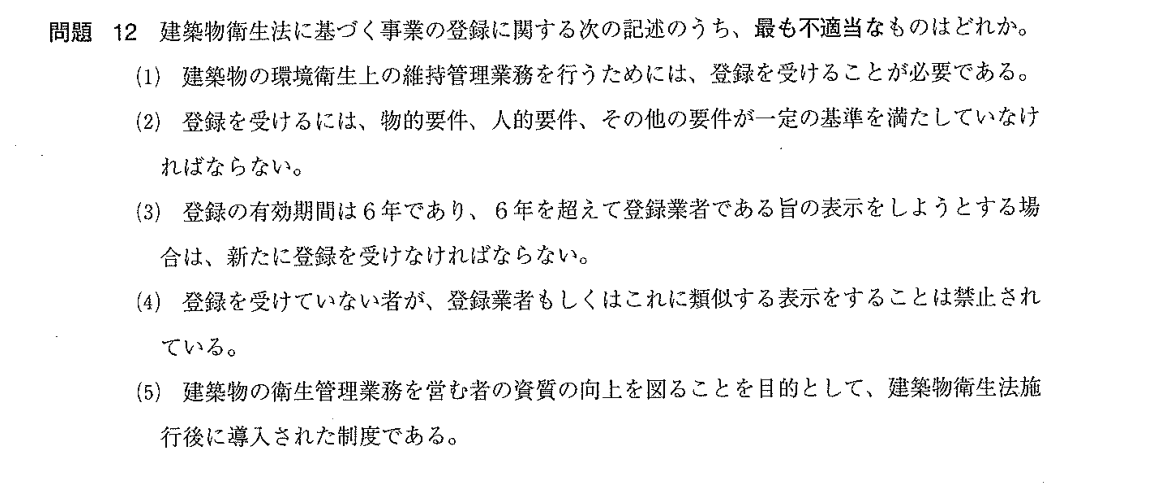 問題 12 建築物衛生法に基づく事業の登録に関する次の記述のうち、最も不適当なものはどれか。
(1) 建築物の環境衛生上の維持管理業務を行うためには、登録を受けることが必要である。
(2) 登録を受けるには、物的要件、人的要件、その他の要件が一定の基準を満たしていなけ
ればならない。
(3) 登録の有効期間は6年であり、6年を超えて登録業者である旨の表示をしようとする場
合は、新たに登録を受けなければならない。
(4) 登録を受けていない者が、登録業者もしくはこれに類似する表示をすることは禁止され
ている。
(5) 建築物の衛生管理業務を営む者の資質の向上を図ることを目的として、建築物衛生法施
行後に導入された制度である。